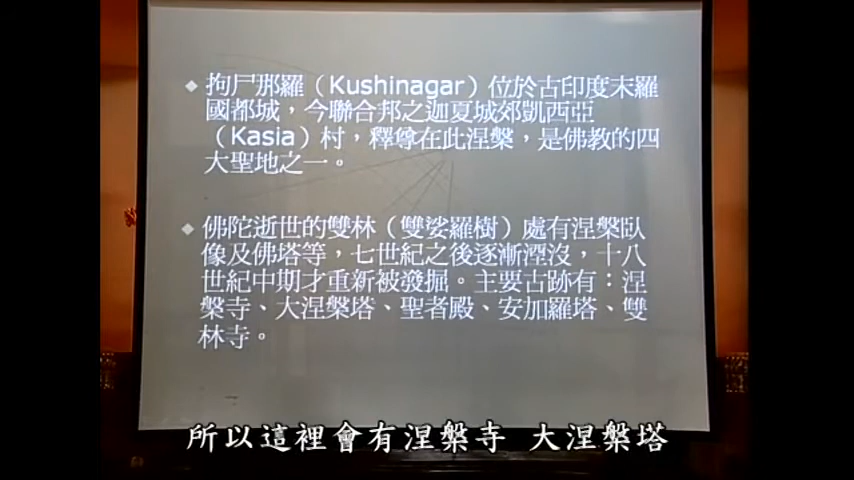 ◆ 拘尸那羅（Kushinagar）位於古印度末羅
國都城，今聯合邦之迦夏城郊凱西亞
（Kasia）村，釋尊在此涅槃，是佛教的四
大聖地之一。
◆ 佛陀逝世的雙林（雙娑羅樹）處有涅槃臥
像及佛塔等，七世紀之後逐漸湮沒，十八
世紀中期才重新被發掘。主要古跡有：涅
槃寺、大涅槃塔、聖者殿、安加羅塔、雙
林寺。
所以這裡會有涅槃寺 大涅槃塔